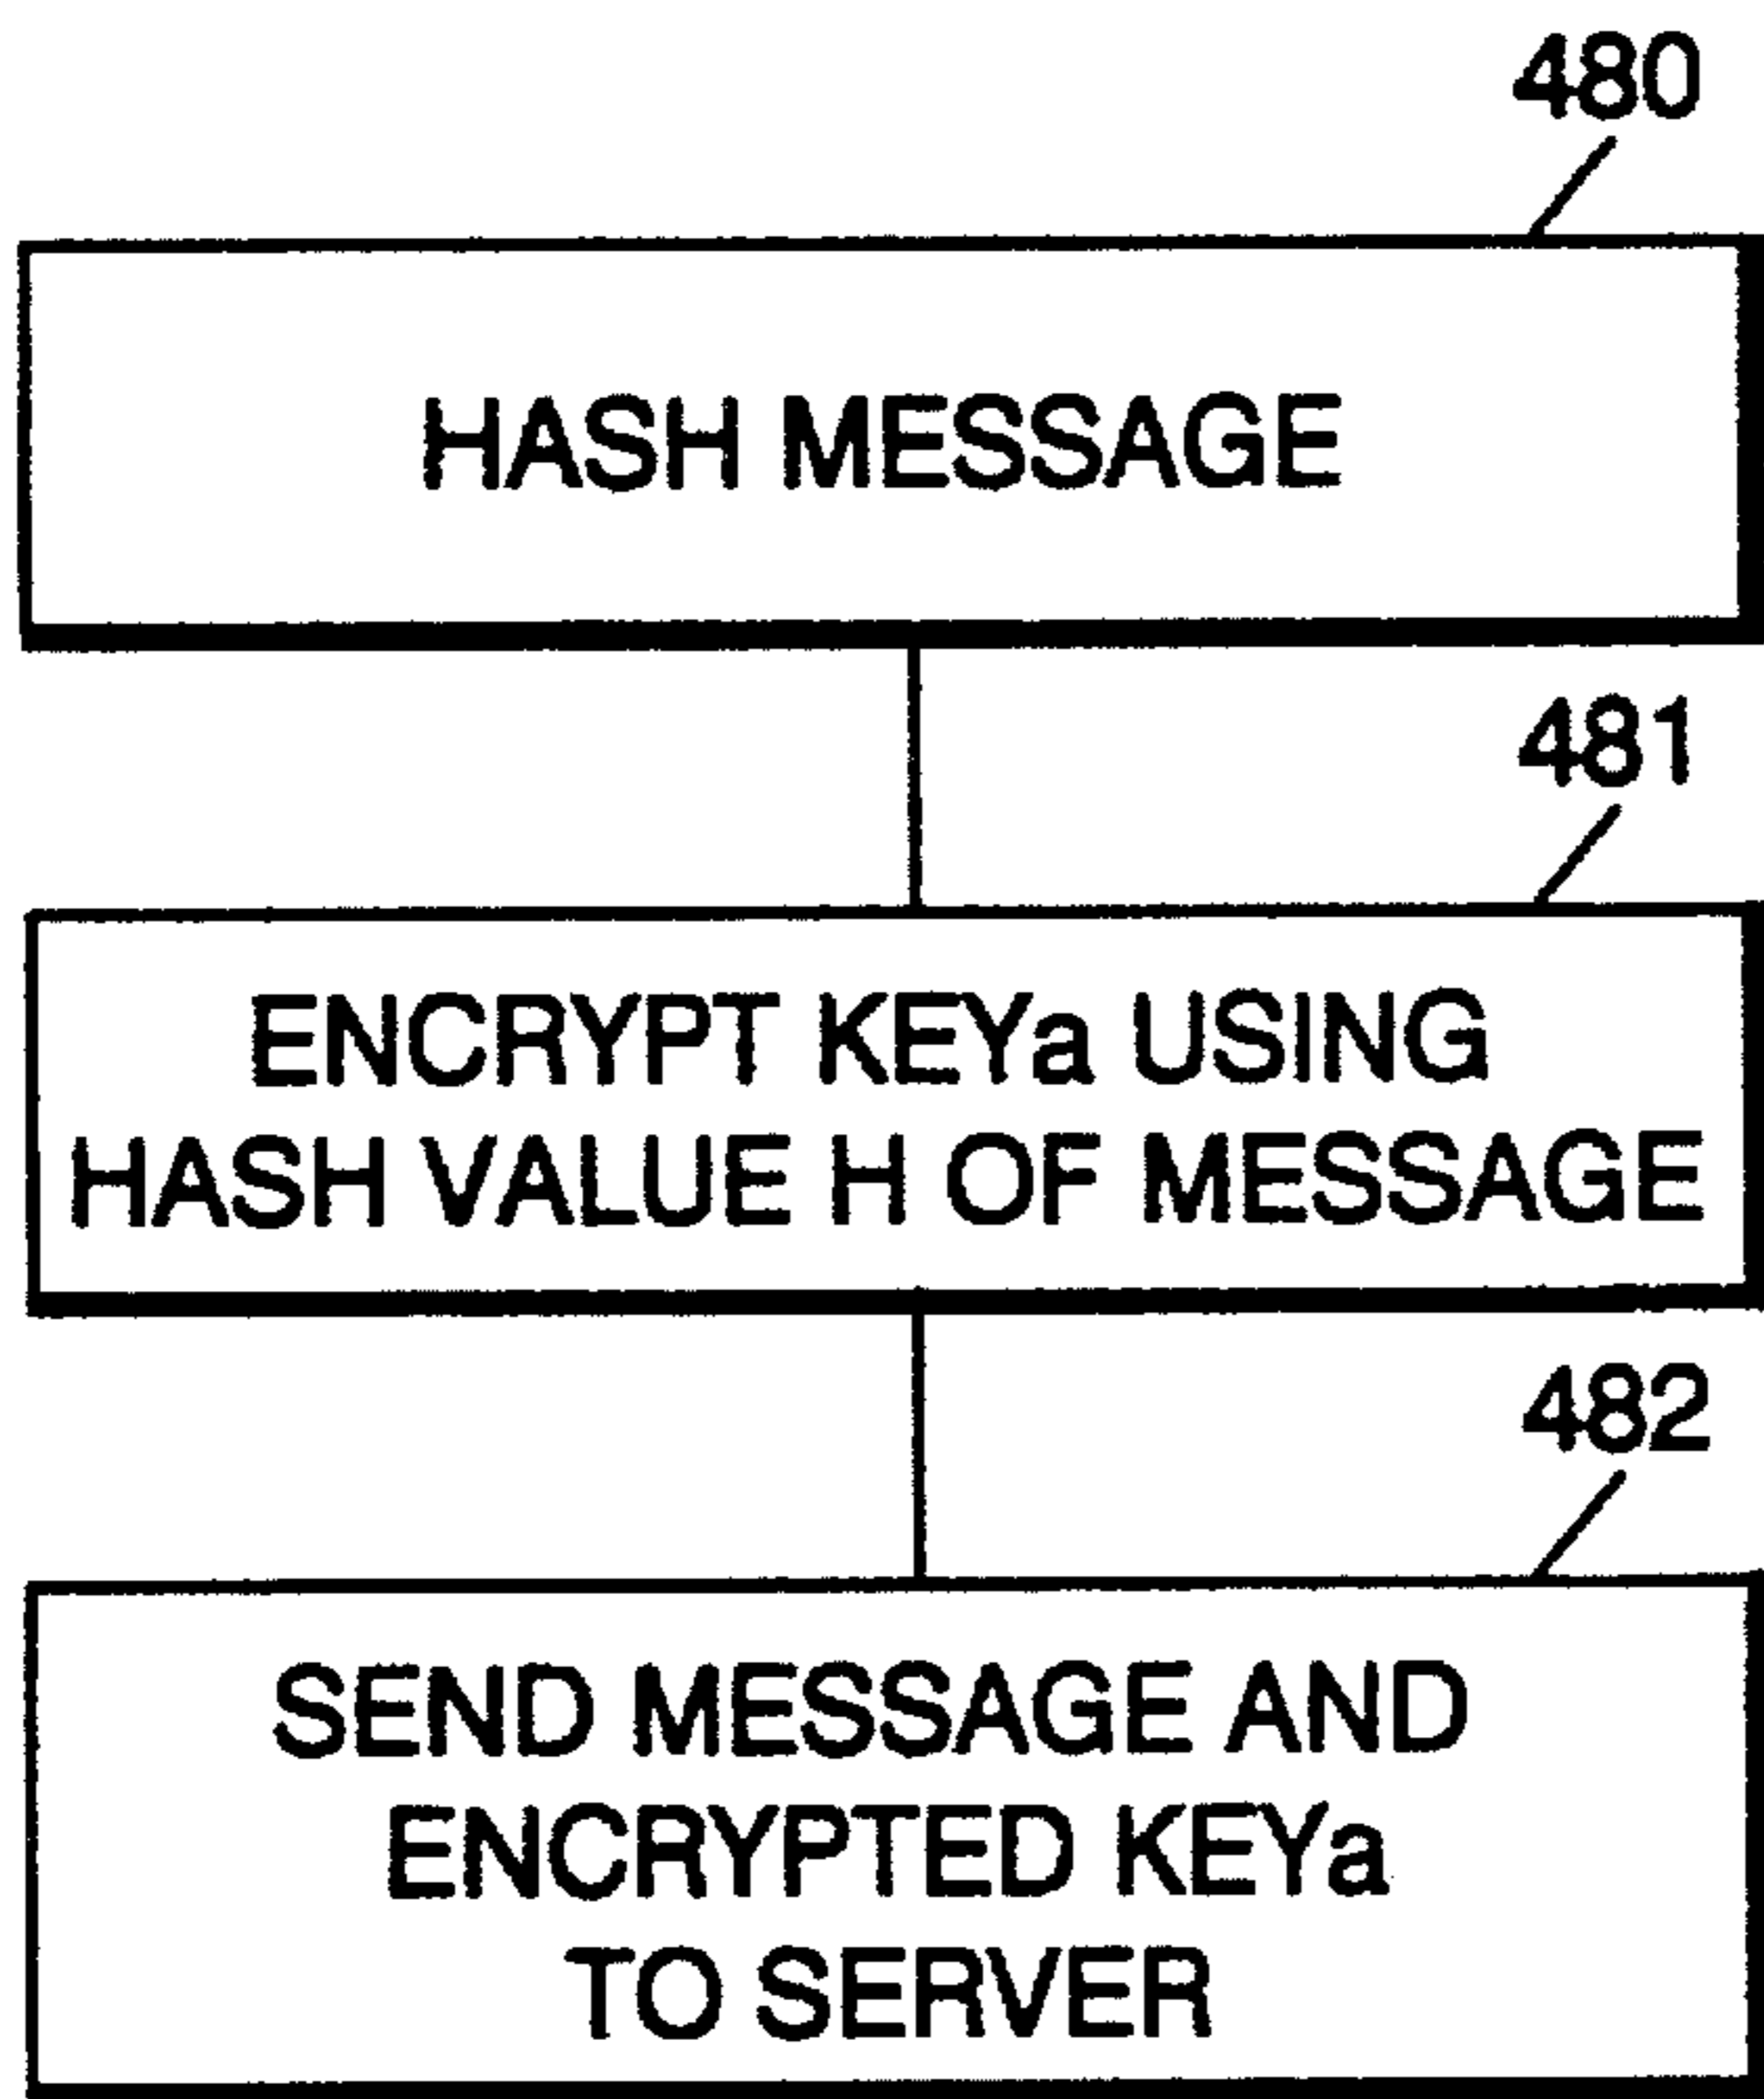 480
HASH MESSAGE
481
ENCRYPT KEYa USING
HASH VALUE H OF MESSAGE
482
SEND MESSAGE AND
ENCRYPTED KEYa
TO SERVER